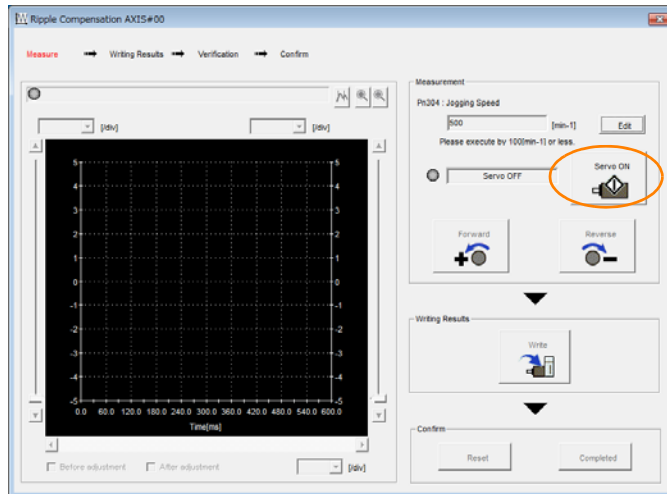 Ripple Compensation AXIS#00
Measure Writing Results Verification Confirm
[/div] [/div]
5 5
4 4
3 3
2 2
1 1
0 0
-1 -1
-2 -2
-3 -3
-4 -4
-5 -5
0.0 60.0 120.0 180.0 240.0 300.0 360.0 420.0 480.0 540.0 600.0
Time[ms]
Before adjustment After adjustment [/div]
Measurement
Pn304 : Jogging Speed
500 [min-1] Edit
Please execute by 100[min-1] or less.
Servo OFF Servo ON
Forward Reverse
Writing Results
Write
Confirm
Reset Completed